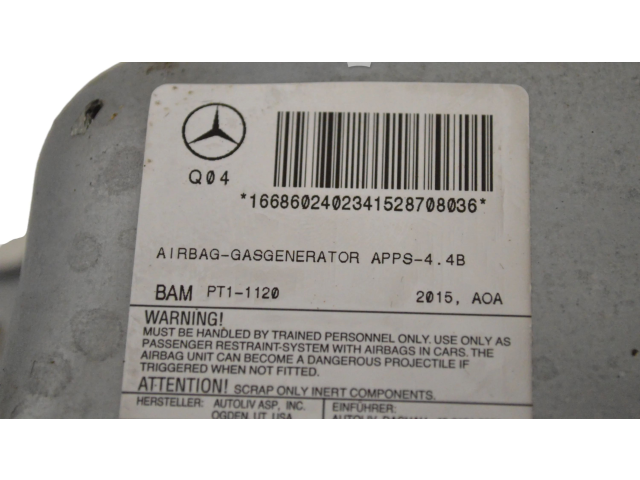 Q04
*1668602402341528708036*
AIRBAG-GASGENERATOR APPS-4.4B
BAM PT1-1120 2015, AOA
WARNING!
MUST BE HANDLED BY TRAINED PERSONNEL ONLY. USE ONLY AS
PASSENGER RESTRAINT-SYSTEM WITH AIRBAGS IN CARS. THE
AIRBAG UNIT CAN BECOME A DANGEROUS PROJECTILE IF
TRIGGERED WHEN NOT FITTED.
ATTENTION! SCRAP ONLY INERT COMPONENTS.
HERSTELLER: AUTOLIV ASP, INC.
OGDEN, UT, USA
EINFÜHRER: